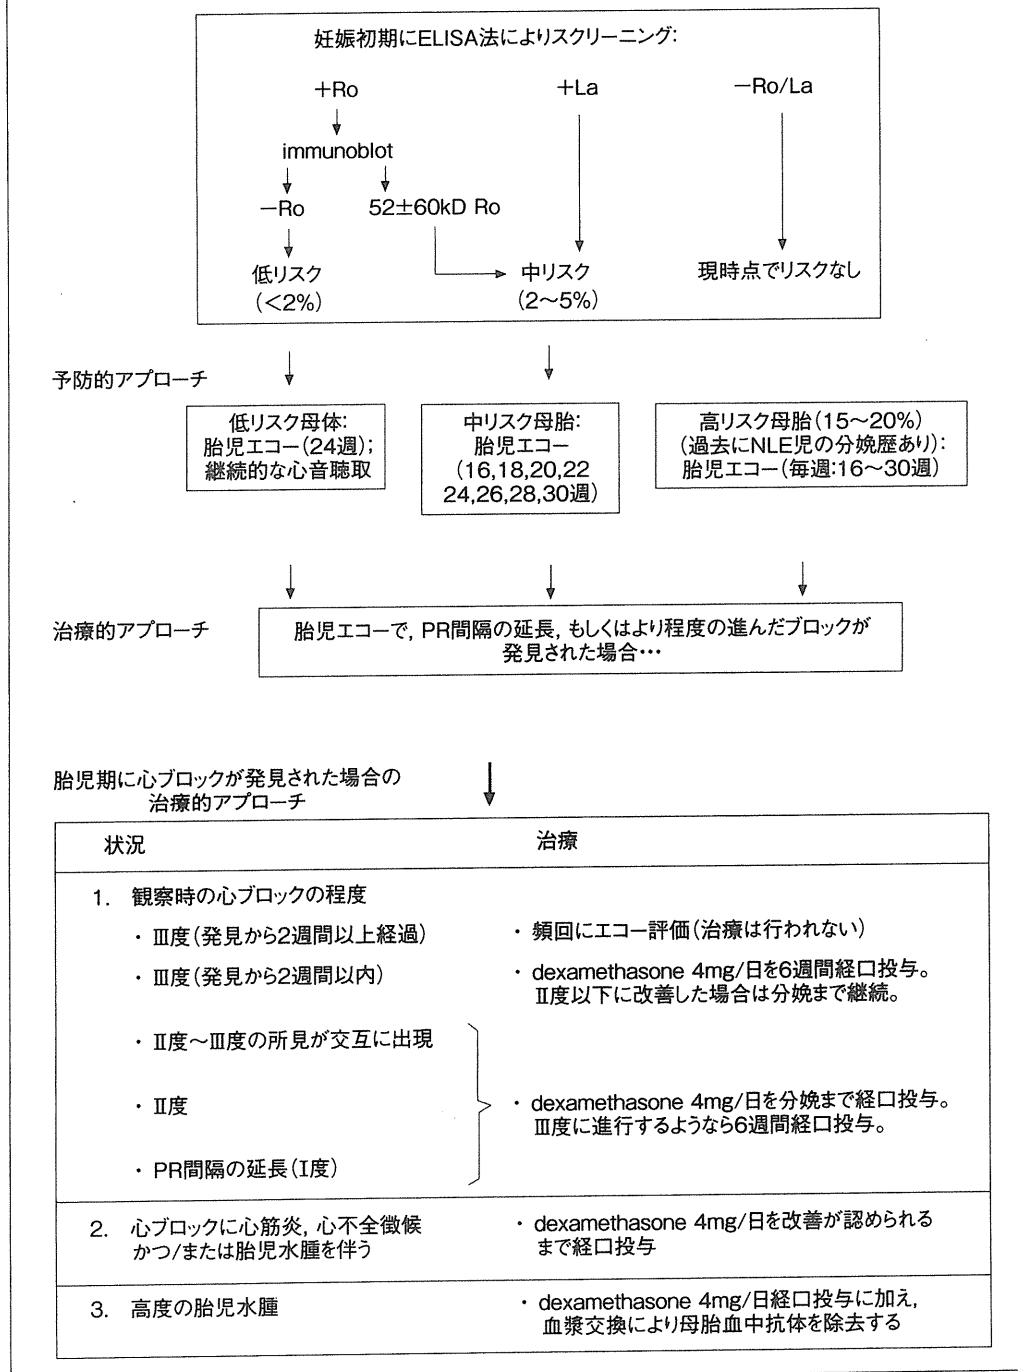 妊娠初期にELISA法によりスクリーニング:
+Ro
+La
−Ro/La
immunoblot
−Ro
52±60kD Ro
低リスク
(<2%)
中リスク
(2〜5%)
現時点でリスクなし
予防的アプローチ
低リスク母体:
胎児エコー(24週);
継続的な心音聴取
中リスク母胎:
胎児エコー
(16,18,20,22
24,26,28,30週)
高リスク母胎(15〜20%)
(過去にNLE児の分娩歴あり):
胎児エコー(毎週:16〜30週)
治療的アプローチ
胎児エコーで, PR間隔の延長, もしくはより程度の進んだブロックが
発見された場合・・・
胎児期に心ブロックが発見された場合の
治療的アプローチ
状況
治療
1. 観察時の心ブロックの程度
・Ⅲ度(発見から2週間以上経過)
・頻回にエコー評価(治療は行われない)
・Ⅲ度(発見から2週間以内)
・dexamethasone 4mg/日を6週間経口投与。
Ⅱ度以下に改善した場合は分娩まで継続。
・Ⅱ度〜Ⅲ度の所見が交互に出現
・Ⅱ度
・dexamethasone 4mg/日を分娩まで経口投与。
Ⅲ度に進行するようなら6週間経口投与。
・PR間隔の延長(Ⅰ度)
2. 心ブロックに心筋炎, 心不全徴候
かつ/または胎児水腫を伴う
・dexamethasone 4mg/日を改善が認められる
まで経口投与
3. 高度の胎児水腫
・dexamethasone 4mg/日経口投与に加え,
血漿交換により母胎血中抗体を除去する